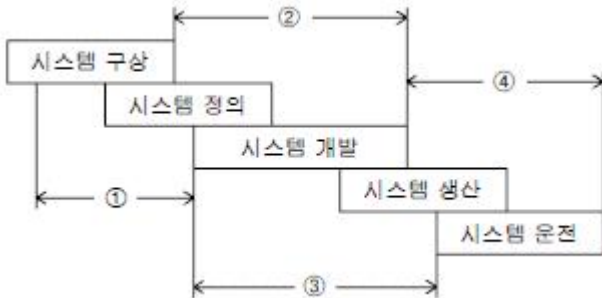 ②
시스템 구상
④
시스템 정의
시스템 개발
①
시스템 생산
시스템 운전
③